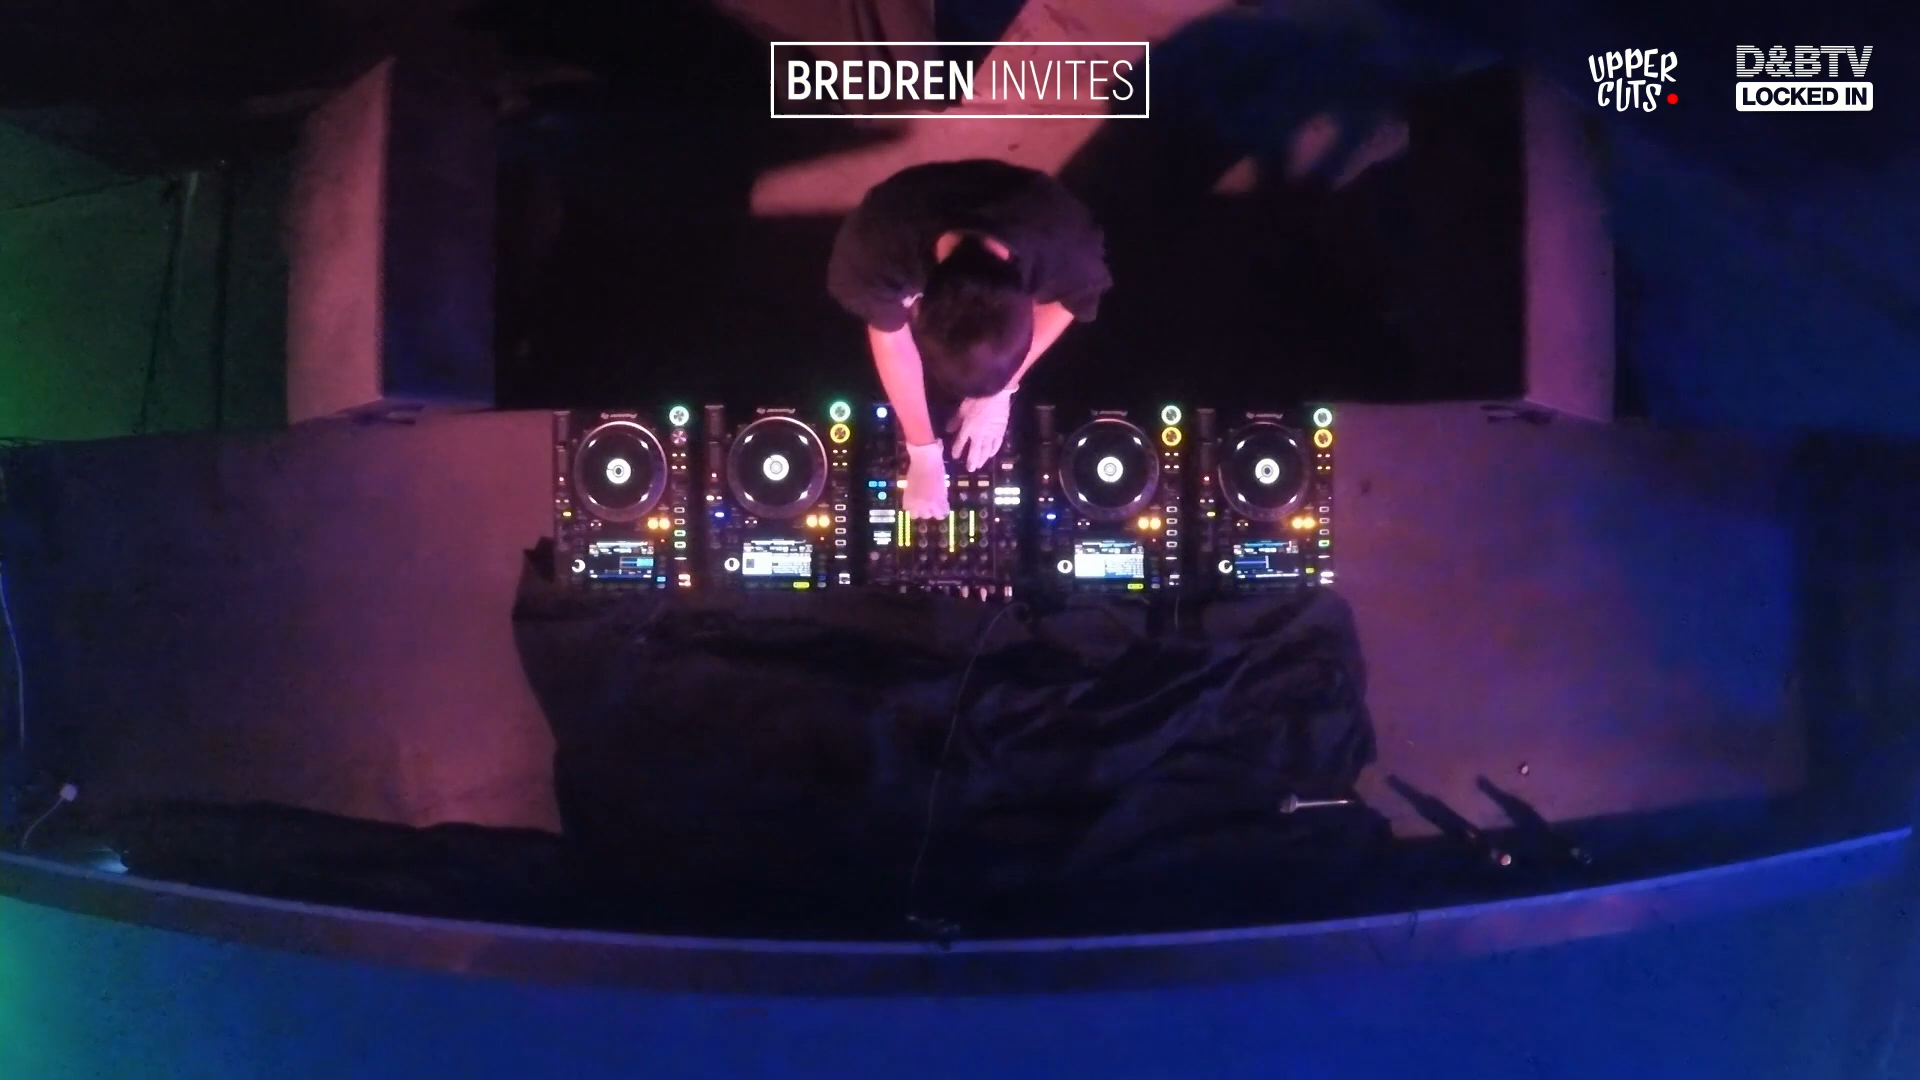 BREDREN INVITES
UPPER
CUTS.
D&BTV
LOCKED IN